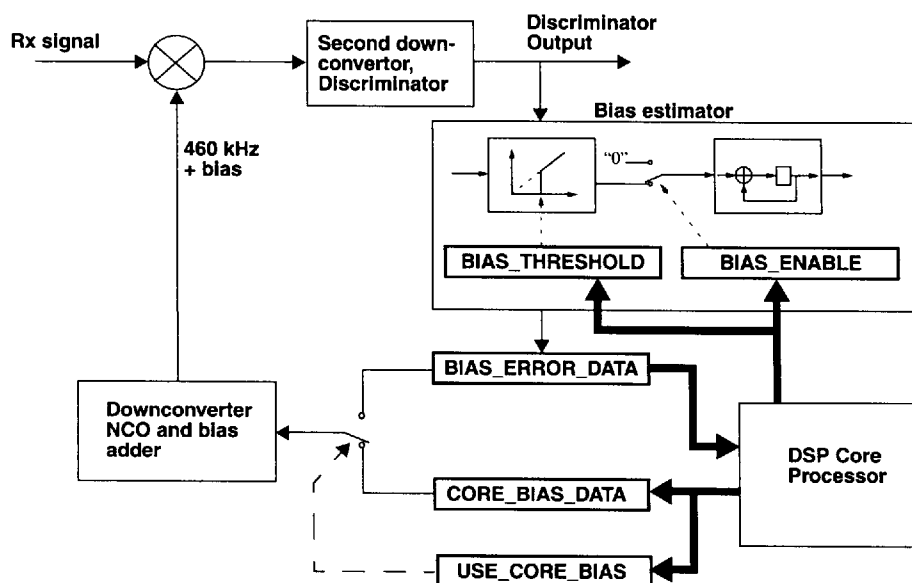 Rx signal
Second down-
convertor,
Discriminator
Discriminator
Output
Bias estimator
460 kHz
+ bias
“0”
BIAS_THRESHOLD
BIAS_ENABLE
BIAS_ERROR_DATA
Downconverter
NCO and bias
adder
DSP Core
Processor
CORE_BIAS_DATA
USE_CORE_BIAS